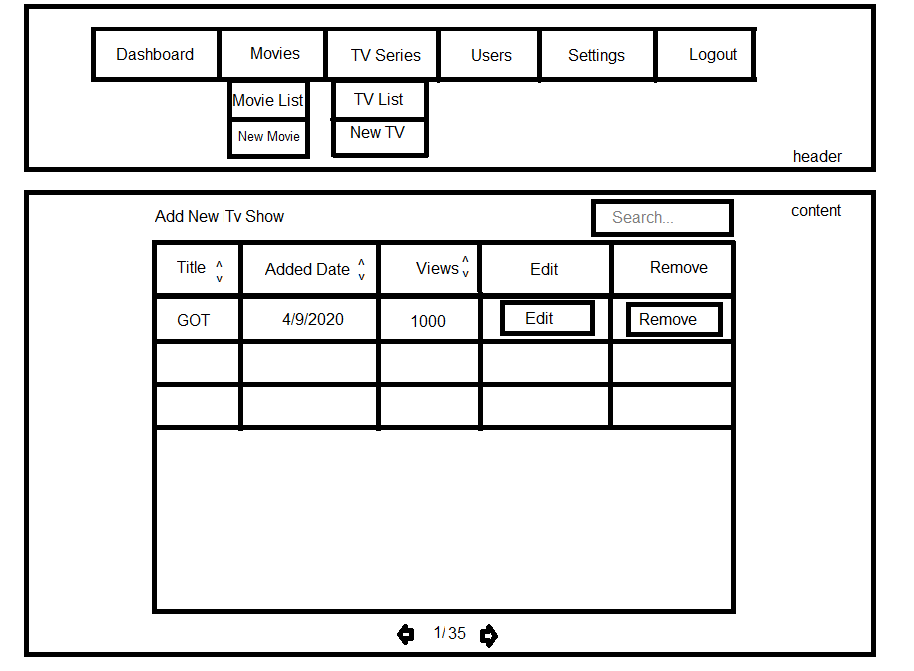 Dashboard Movies TV Series Users Settings Logout
Movie List TV List
New Movie New TV
header
content
Add New Tv Show Search...
Title ^ v Added Date ^ v Views ^ v Edit Remove
GOT 4/9/2020 1000 Edit Remove
1/35